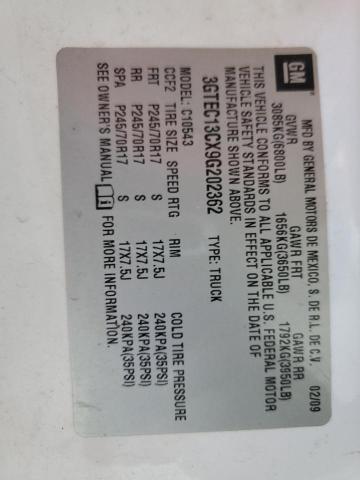 GM
MFD BY GENERAL MOTORS DE MEXICO, S. DE R.L. DE C.V. 02/09
GVWR GAWR FRT GAWR RR
3085KG(6800LB) 1656KG(3650LB) 1792KG(3950LB)
THIS VEHICLE CONFORMS TO ALL APPLICABLE U.S. FEDERAL MOTOR
VEHICLE SAFETY STANDARDS IN EFFECT ON THE DATE OF
MANUFACTURE SHOWN ABOVE.
3GTEC13CX9G202362 TYPE: TRUCK
MODEL: C10543
CCF2 TIRE SIZE SPEED RTG RIM COLD TIRE PRESSURE
FRT P245/70R17 S 17X7.5J 240KPA(35PSI)
RR P245/70R17 S 17X7.5J 240KPA(35PSI)
SPA P245/70R17 S 17X7.5J 240KPA(35PSI)
SEE OWNER'S MANUAL i FOR MORE INFORMATION.